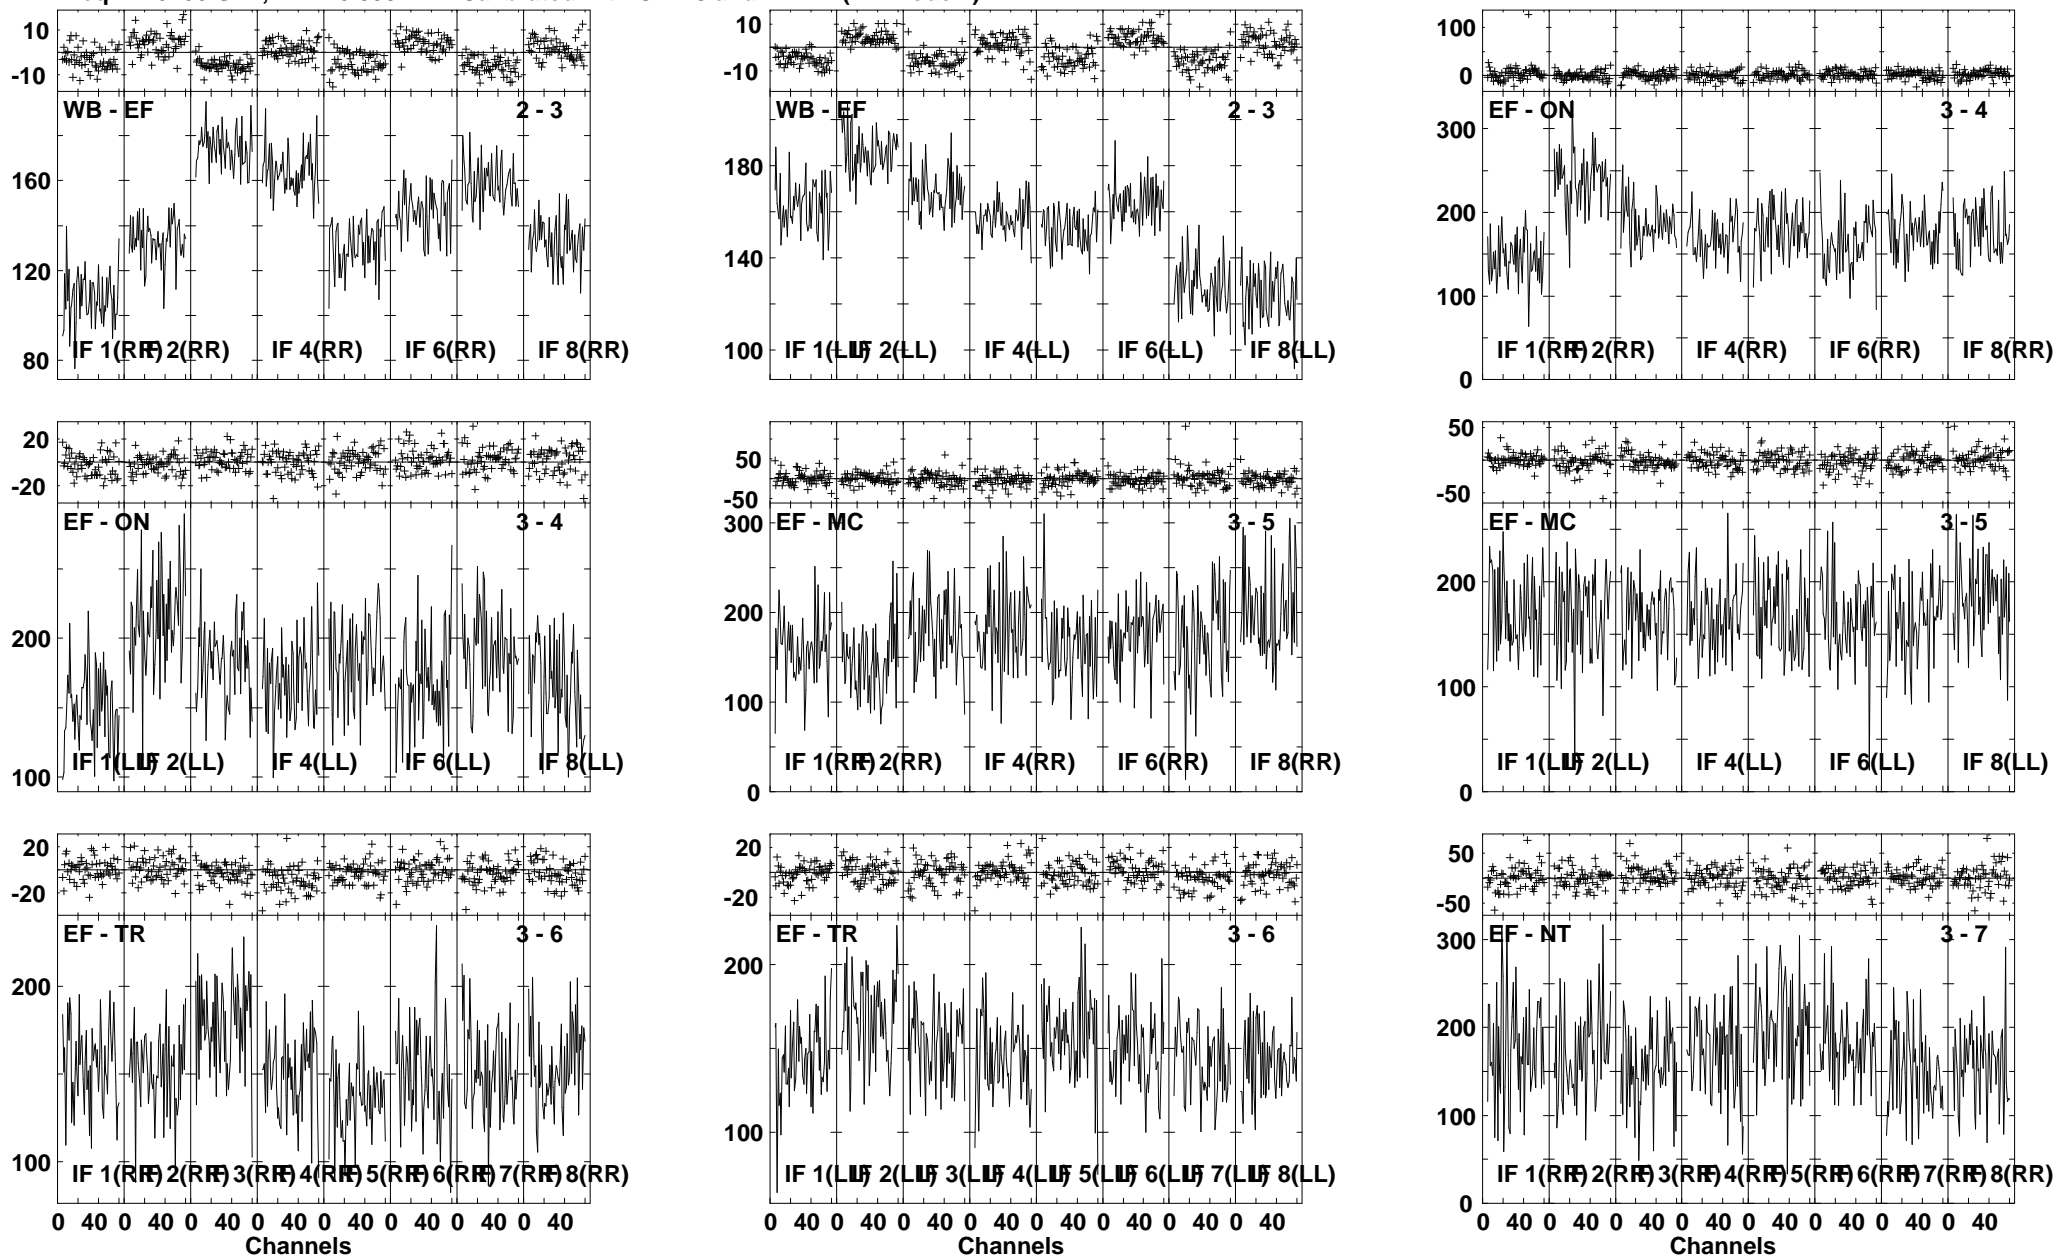 10
-10
WB - EF 2 - 3
160
120
80
IF 1(RR) IF 2(RR) IF 4(RR) IF 6(RR) IF 8(RR)
10
-10
WB - EF 2 - 3
180
140
100
IF 1(LL) IF 2(LL) IF 4(LL) IF 6(LL) IF 8(LL)
100
0
EF - ON 3 - 4
300
200
100
0
IF 1(RR) IF 2(RR) IF 4(RR) IF 6(RR) IF 8(RR)
20
-20
EF - ON 3 - 4
200
100
IF 1(LL) IF 2(LL) IF 4(LL) IF 6(LL) IF 8(LL)
50
-50
EF - MC 3 - 5
300
200
100
0
IF 1(RR) IF 2(RR) IF 4(RR) IF 6(RR) IF 8(RR)
50
-50
EF - MC 3 - 5
200
100
0
IF 1(LL) IF 2(LL) IF 4(LL) IF 6(LL) IF 8(LL)
20
-20
EF - TR 3 - 6
200
100
IF 1(RR) IF 2(RR) IF 3(RR) IF 4(RR) IF 5(RR) IF 6(RR) IF 7(RR) IF 8(RR)
0 40 0 40 0 40 0 40 0 40 0 40 0 40 0 40
Channels
20
-20
EF - TR 3 - 6
200
100
IF 1(LL) IF 2(LL) IF 3(LL) IF 4(LL) IF 5(LL) IF 6(LL) IF 7(LL) IF 8(LL)
0 40 0 40 0 40 0 40 0 40 0 40 0 40 0 40
Channels
50
-50
EF - NT 3 - 7
300
200
100
0
IF 1(RR) IF 2(RR) IF 3(RR) IF 4(RR) IF 5(RR) IF 6(RR) IF 7(RR) IF 8(RR)
0 40 0 40 0 40 0 40 0 40 0 40 0 40 0 40
Channels